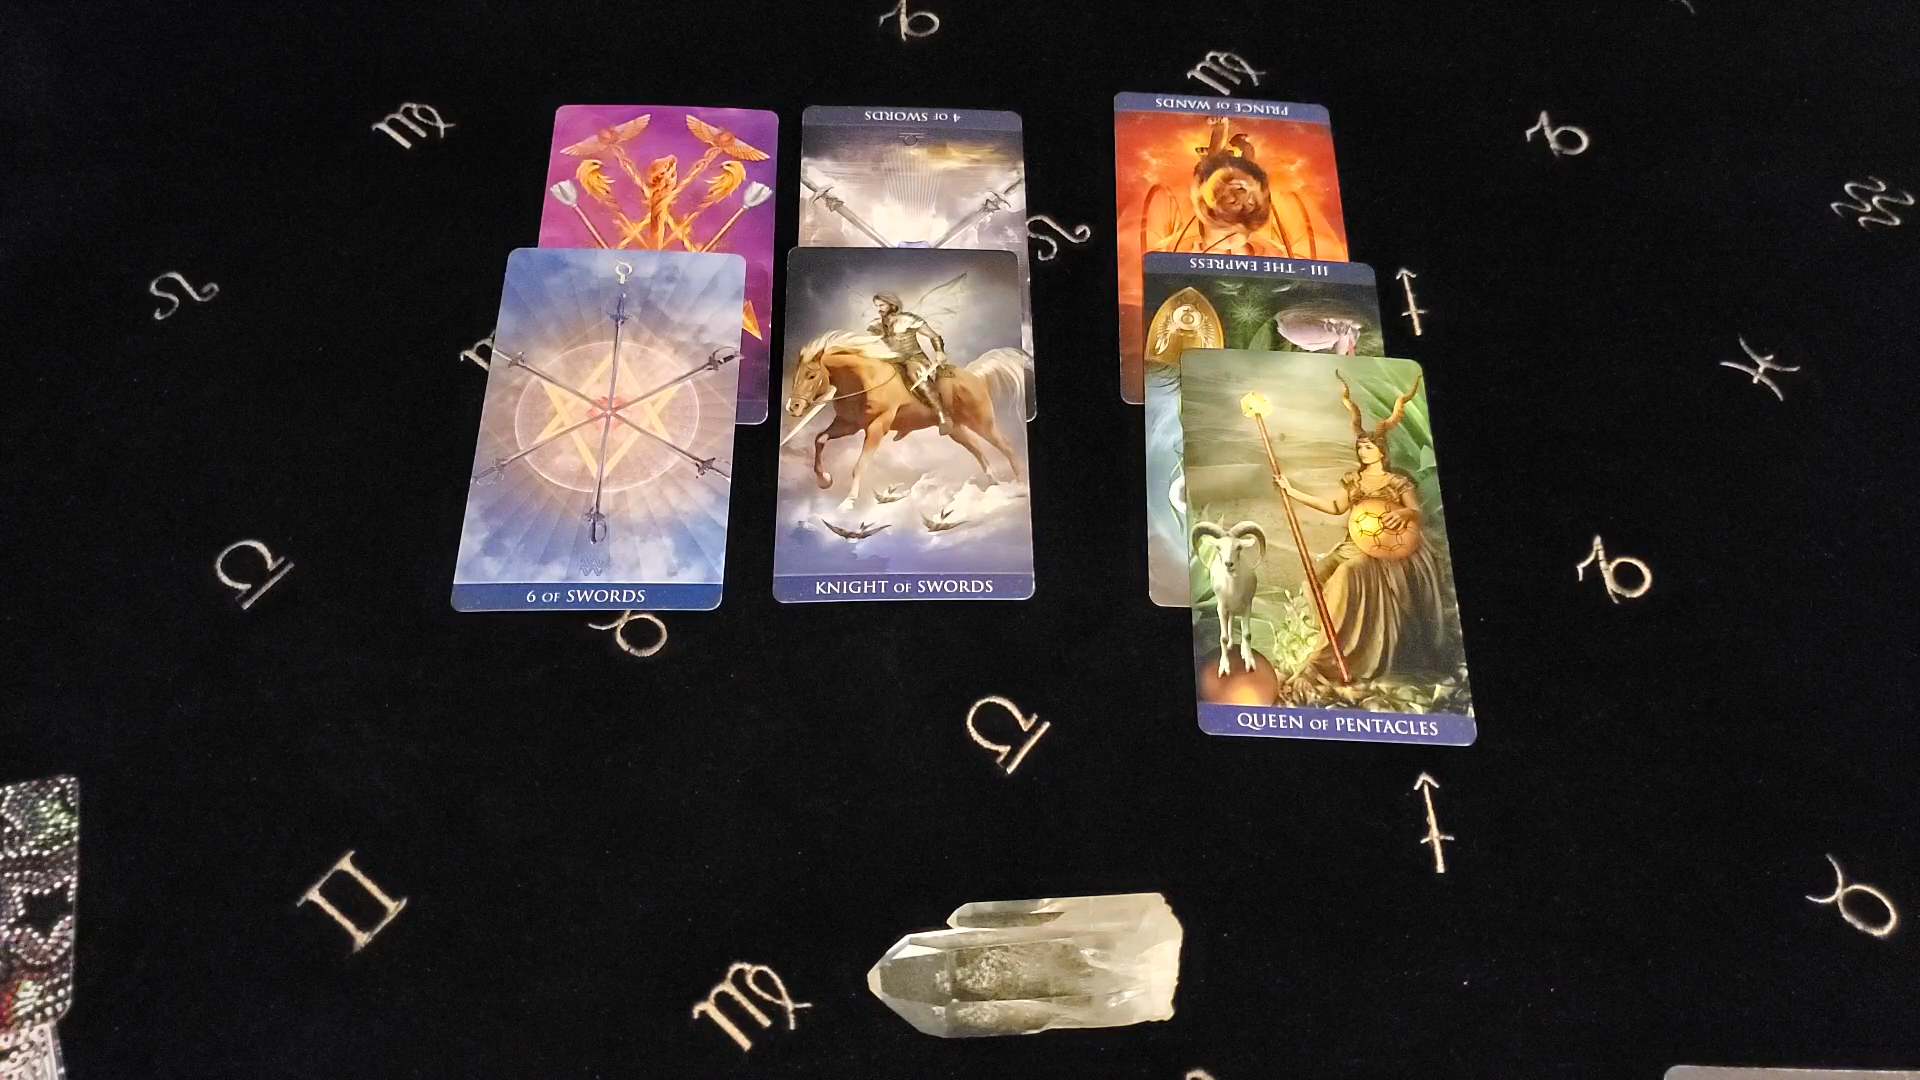 4 OF SWORDS
PRINCE OF WANDS
III - THE EMPRESS
6 OF SWORDS
KNIGHT OF SWORDS
QUEEN OF PENTACLES